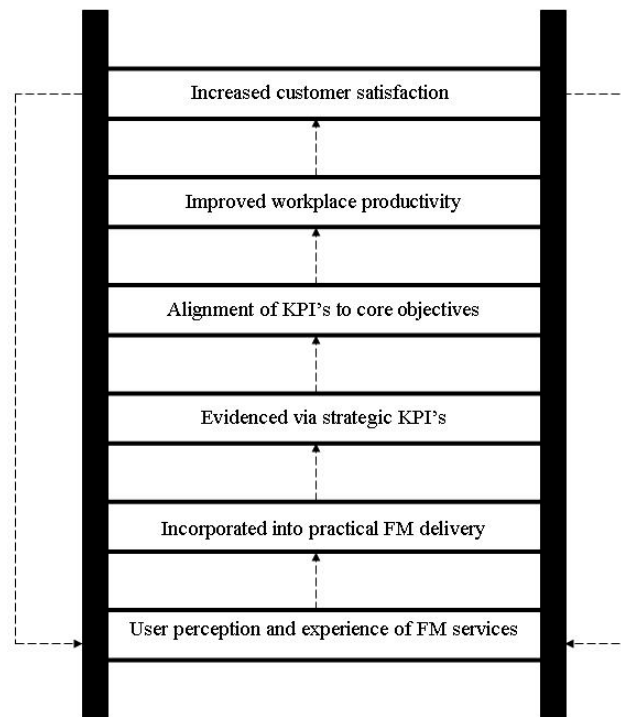 Increased customer satisfaction
Improved workplace productivity
Alignment of KPI's to core objectives
Evidenced via strategic KPI's
Incorporated into practical FM delivery
User perception and experience of FM services